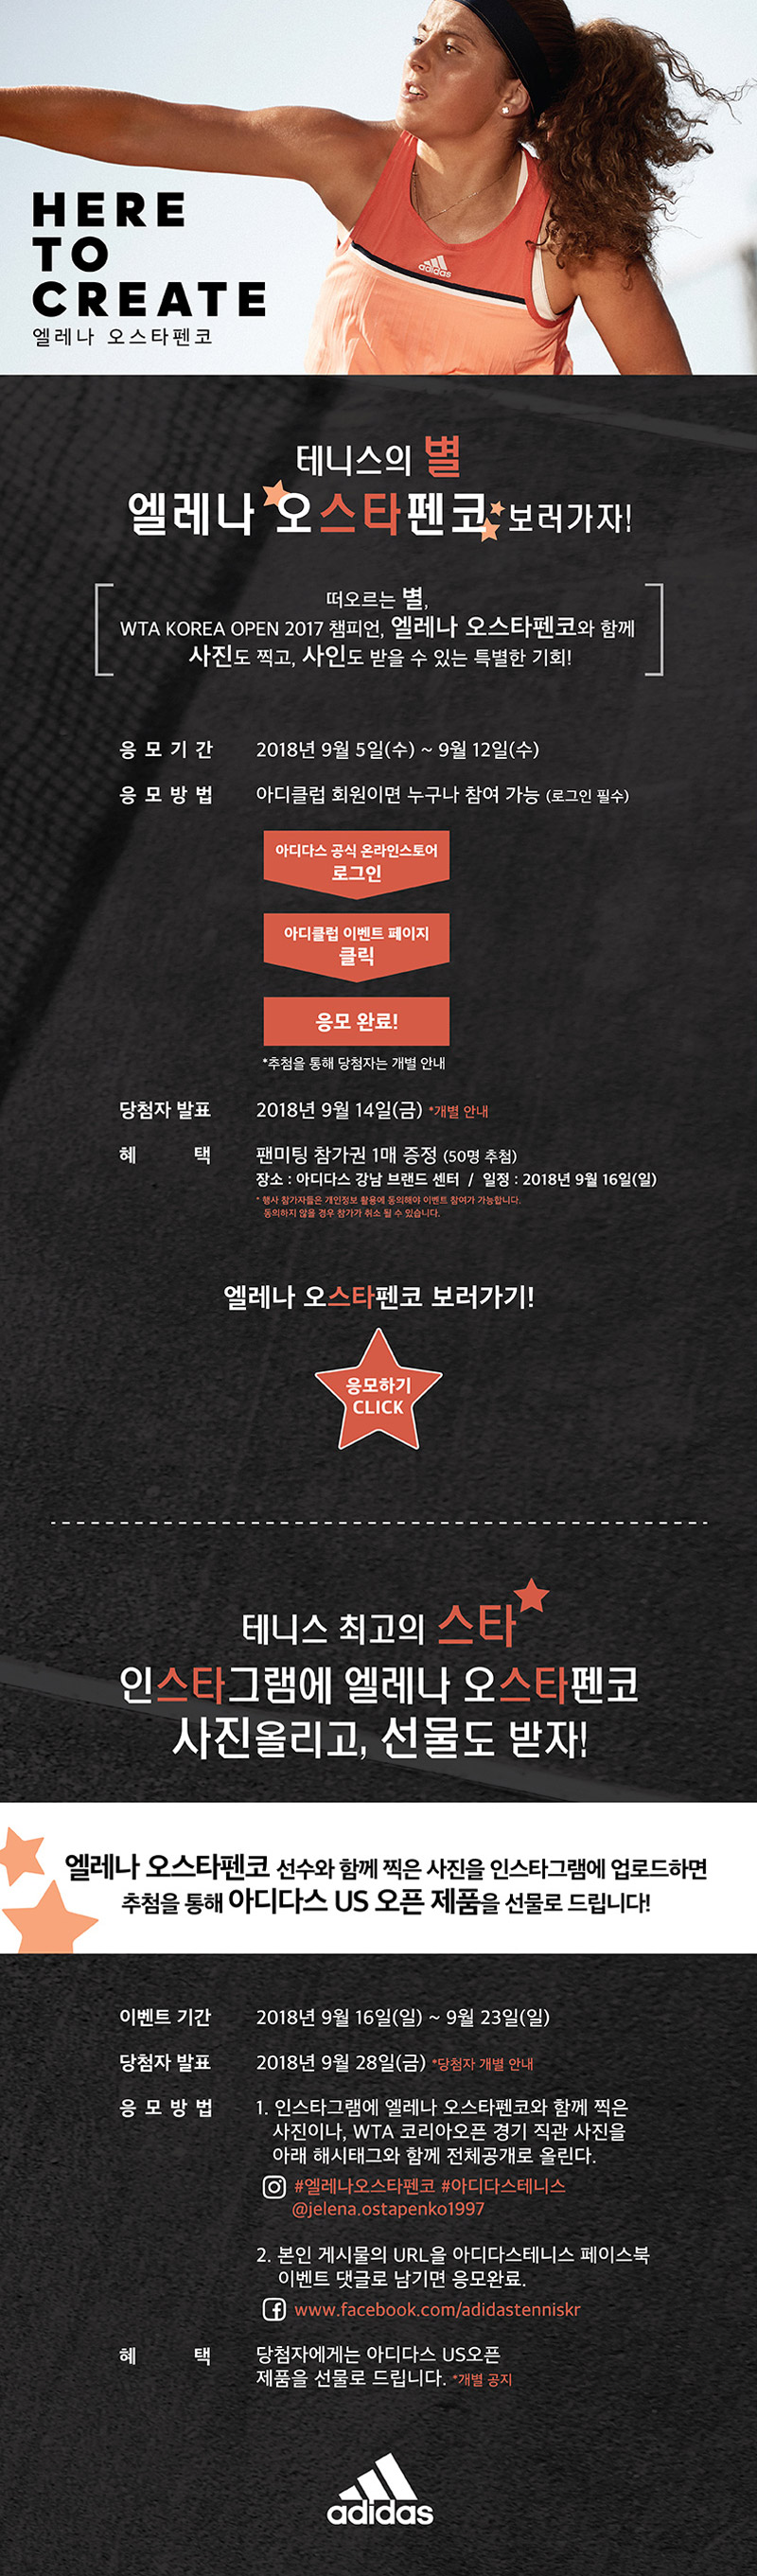 adidas
HERE
TO
CREATE
엘레나 오스타펜코
테니스의 별
엘레나 오스타펜코 보러가자!
떠오르는 별,
WTA KOREA OPEN 2017 챔피언, 엘레나 오스타펜코와 함께
사진도 찍고, 사인도 받을 수 있는 특별한 기회!
응모기간 2018년 9월 5일(수) ~ 9월 12일(수)
응모방법 아디클럽 회원이면 누구나 참여 가능 (로그인 필수)
아디다스 공식 온라인스토어
로그인
아디클럽 이벤트 페이지
클릭
응모 완료!
*추첨을 통해 당첨자는 개별 안내
당첨자 발표 2018년 9월 14일(금) *개별 안내
혜 택 팬미팅 참가권 1매 증정 (50명 추첨)
장소 : 아디다스 강남 브랜드 센터 / 일정 : 2018년 9월 16일(일)
* 행사 참가자들은 개인정보 활용에 동의해야 이벤트 참여가 가능합니다.
동의하지 않을 경우 참가가 취소 될 수 있습니다.
엘레나 오스타펜코 보러가기!
응모하기
CLICK
테니스 최고의 스타
인스타그램에 엘레나 오스타펜코
사진올리고, 선물도 받자!
엘레나 오스타펜코 선수와 함께 찍은 사진을 인스타그램에 업로드하면
추첨을 통해 아디다스 US 오픈 제품을 선물로 드립니다!
이벤트 기간 2018년 9월 16일(일) ~ 9월 23일(일)
당첨자 발표 2018년 9월 28일(금) *당첨자 개별 안내
응모방법 1. 인스타그램에 엘레나 오스타펜코와 함께 찍은
사진이나, WTA 코리아오픈 경기 직관 사진을
아래 해시태그와 함께 전체공개로 올린다.
#엘레나오스타펜코 #아디다스테니스
@jelena.ostapenko1997
2. 본인 게시물의 URL을 아디다스테니스 페이스북
이벤트 댓글로 남기면 응모완료.
www.facebook.com/adidastenniskr
혜 택 당첨자에게는 아디다스 US오픈
제품을 선물로 드립니다. *개별 공지
adidas